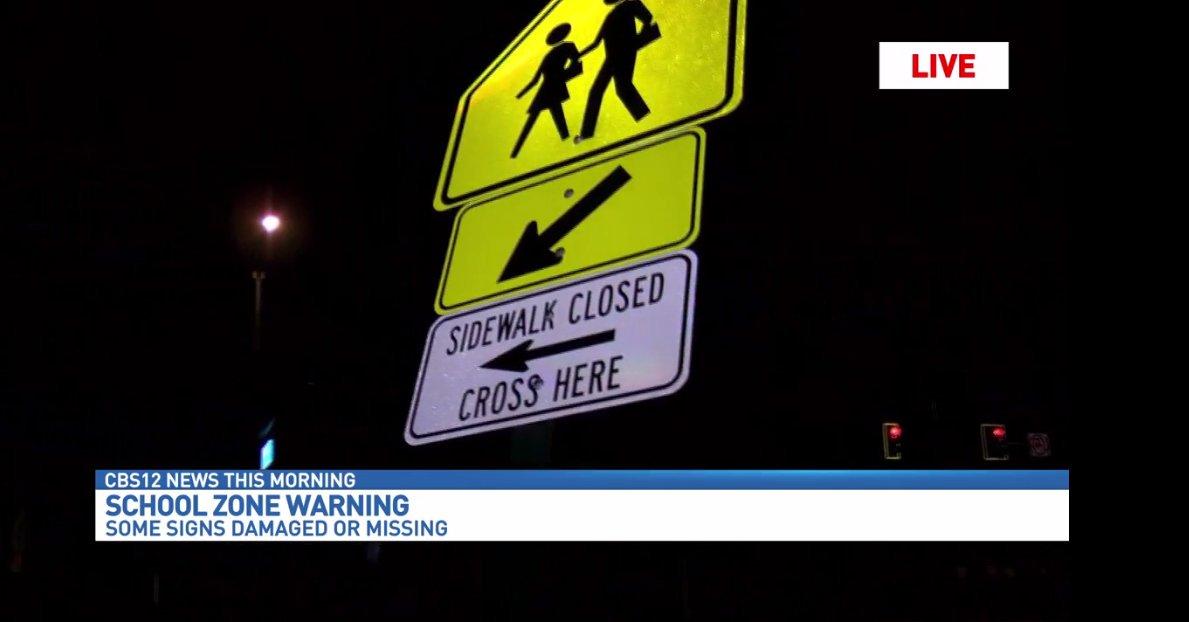 LIVE
SIDEWALK CLOSED
CROSS HERE
CBS12 NEWS THIS MORNING
SCHOOL ZONE WARNING
SOME SIGNS DAMAGED OR MISSING